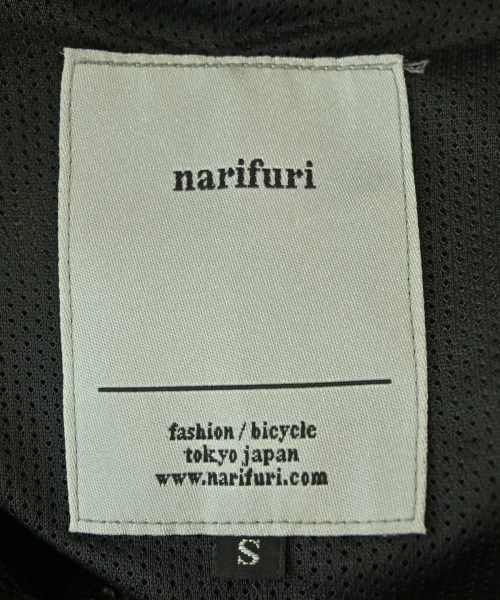 narifuri
fashion / bicycle
tokyo japan
www.narifuri.com
S